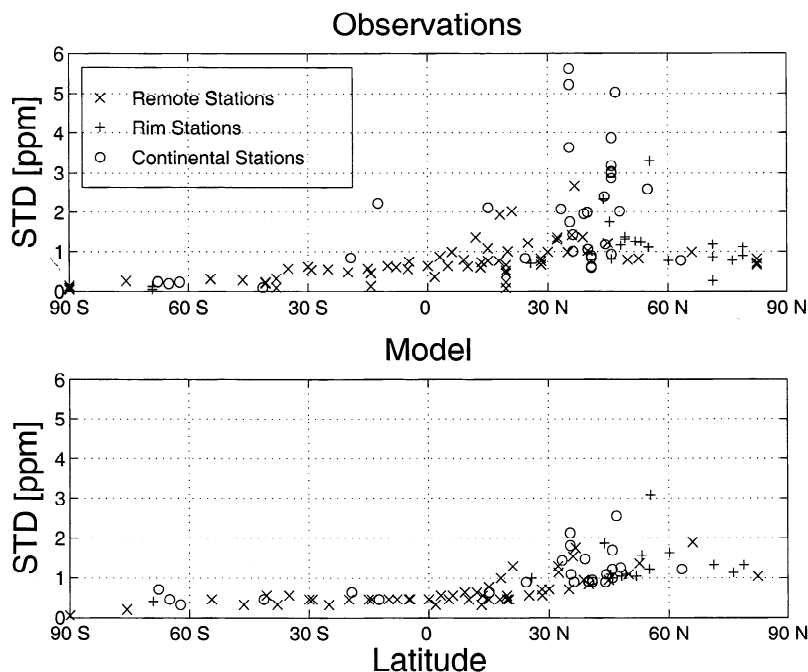 Observations
STD [ppm]
6
5
4
3
2
1
0
Remote Stations
Rim Stations
Continental Stations
90 S
60 S
30 S
0
30 N
60 N
90 N
Model
STD [ppm]
6
5
4
3
2
1
0
90 S
60 S
30 S
0
30 N
60 N
90 N
Latitude